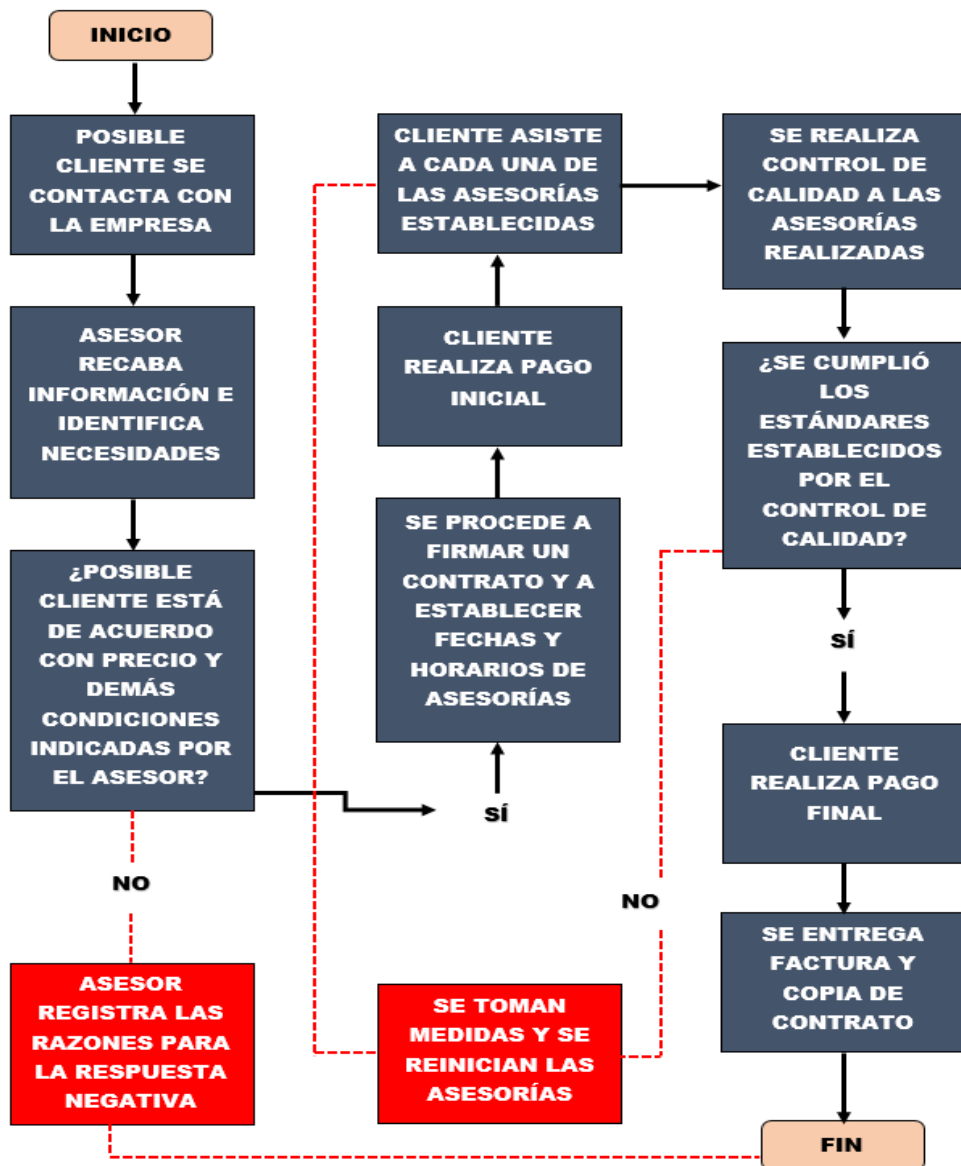 INICIO
POSIBLE
CLIENTE SE
CONTACTA CON
LA EMPRESA
ASESOR
RECABA
INFORMACIÓN E
IDENTIFICA
NECESIDADES
¿POSIBLE
CLIENTE ESTÁ
DE ACUERDO
CON PRECIO Y
DEMÁS
CONDICIONES
INDICADAS POR
EL ASESOR?
NO
ASESOR
REGISTRA LAS
RAZONES PARA
LA RESPUESTA
NEGATIVA
SÍ
SE PROCEDE A
FIRMAR UN
CONTRATO Y A
ESTABLECER
FECHAS Y
HORARIOS DE
ASESORÍAS
CLIENTE
REALIZA PAGO
INICIAL
CLIENTE ASISTE
A CADA UNA DE
LAS ASESORÍAS
ESTABLECIDAS
SE REALIZA
CONTROL DE
CALIDAD A LAS
ASESORÍAS
REALIZADAS
¿SE CUMPLIÓ
LOS
ESTÁNDARES
ESTABLECIDOS
POR EL
CONTROL DE
CALIDAD?
NO
SE TOMAN
MEDIDAS Y SE
REINICIAN LAS
ASESORÍAS
SÍ
CLIENTE
REALIZA PAGO
FINAL
SE ENTREGA
FACTURA Y
COPIA DE
CONTRATO
FIN